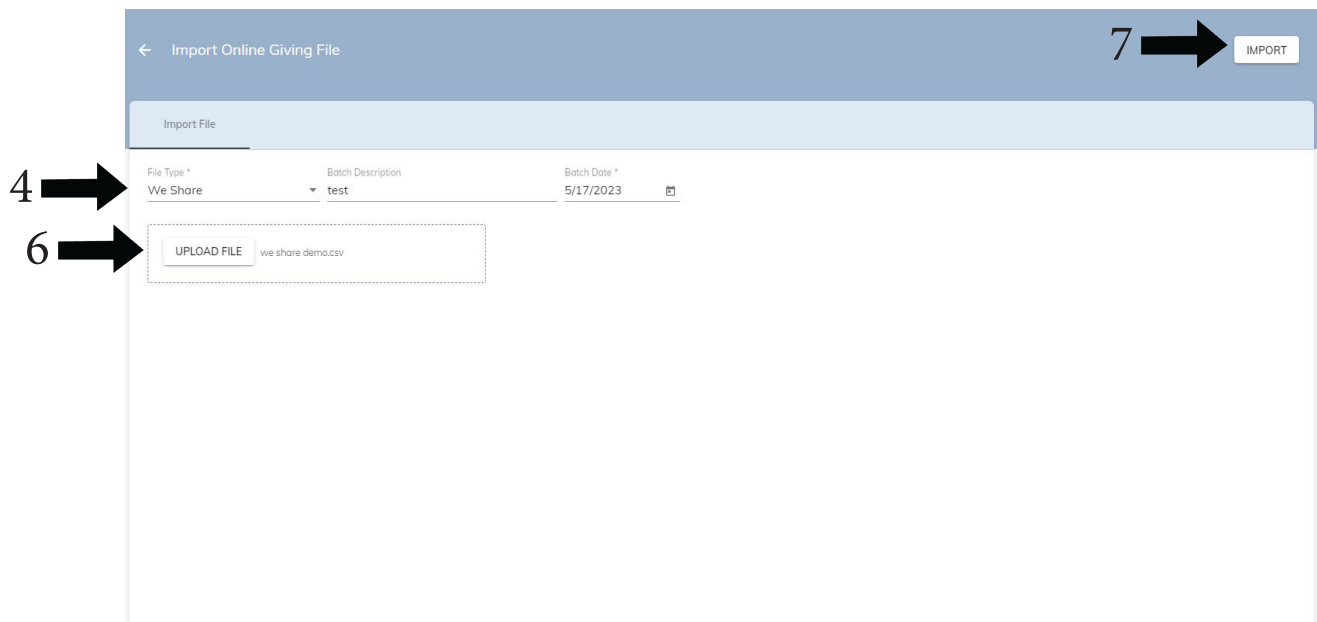 Import Online Giving File
7
IMPORT
Import File
4
File Type *
Batch Description
Batch Date *
We Share
test
5/17/2023
6
UPLOAD FILE
we share demo.csv